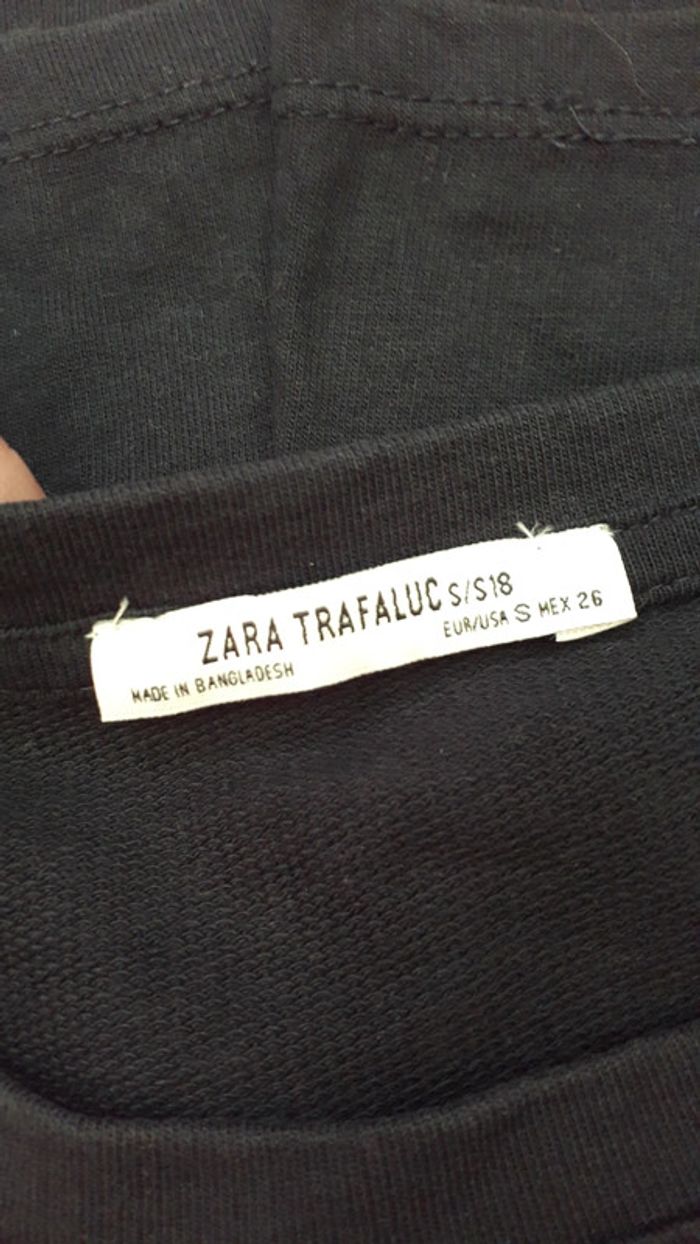 ZARA TRAFALUC S/S18
MADE IN BANGLADESH EUR/USA S MEX 26